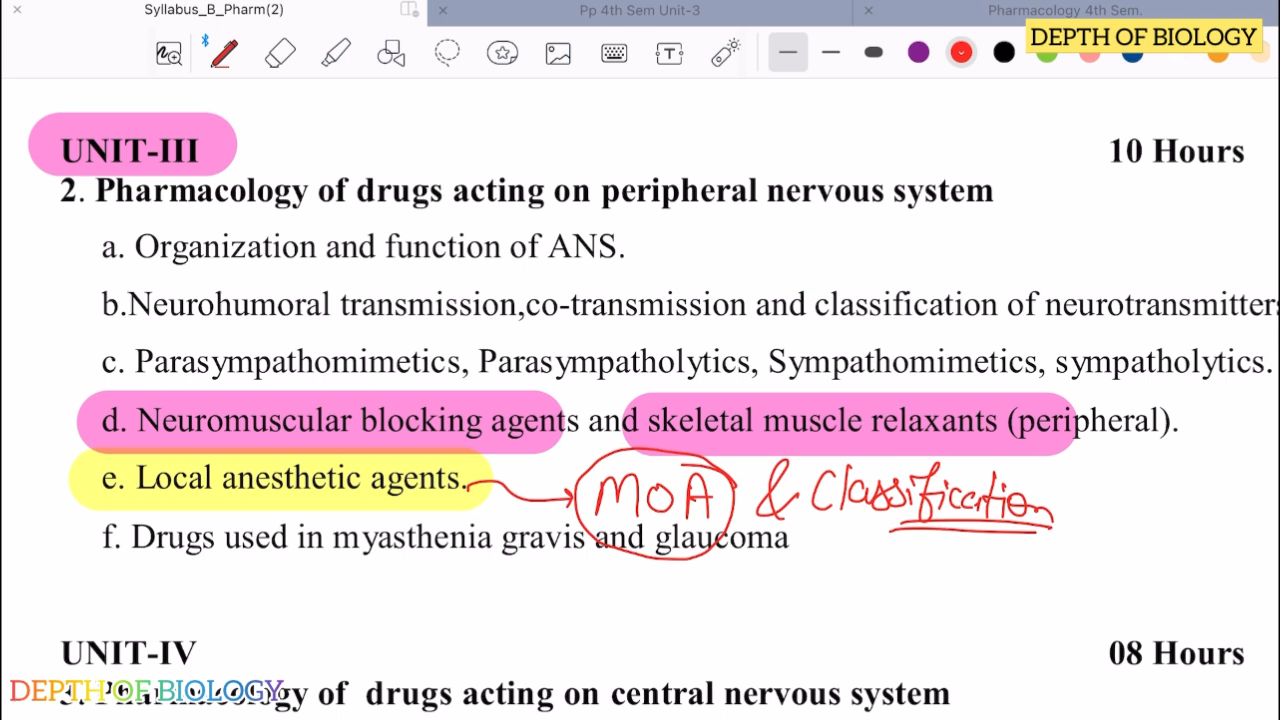 Syllabus_B_Pharm(2)
Pp 4th Sem Unit-3
Pharmacology 4th Sem.
DEPTH OF BIOLOGY
UNIT-III 10 Hours
2. Pharmacology of drugs acting on peripheral nervous system
a. Organization and function of ANS.
b.Neurohumoral transmission,co-transmission and classification of neurotransmitters
c. Parasympathomimetics, Parasympatholytics, Sympathomimetics, sympatholytics.
d. Neuromuscular blocking agents and skeletal muscle relaxants (peripheral).
e. Local anesthetic agents. MOA & Classification
f. Drugs used in myasthenia gravis and glaucoma
UNIT-IV 08 Hours
DEPTH OF BIOLOGY
3. Pharmacology of drugs acting on central nervous system